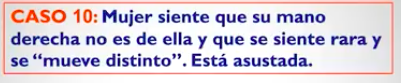 CASO 10: Mujer siente que su mano
derecha no es de ella y que se siente rara y
se “mueve distinto”. Está asustada.